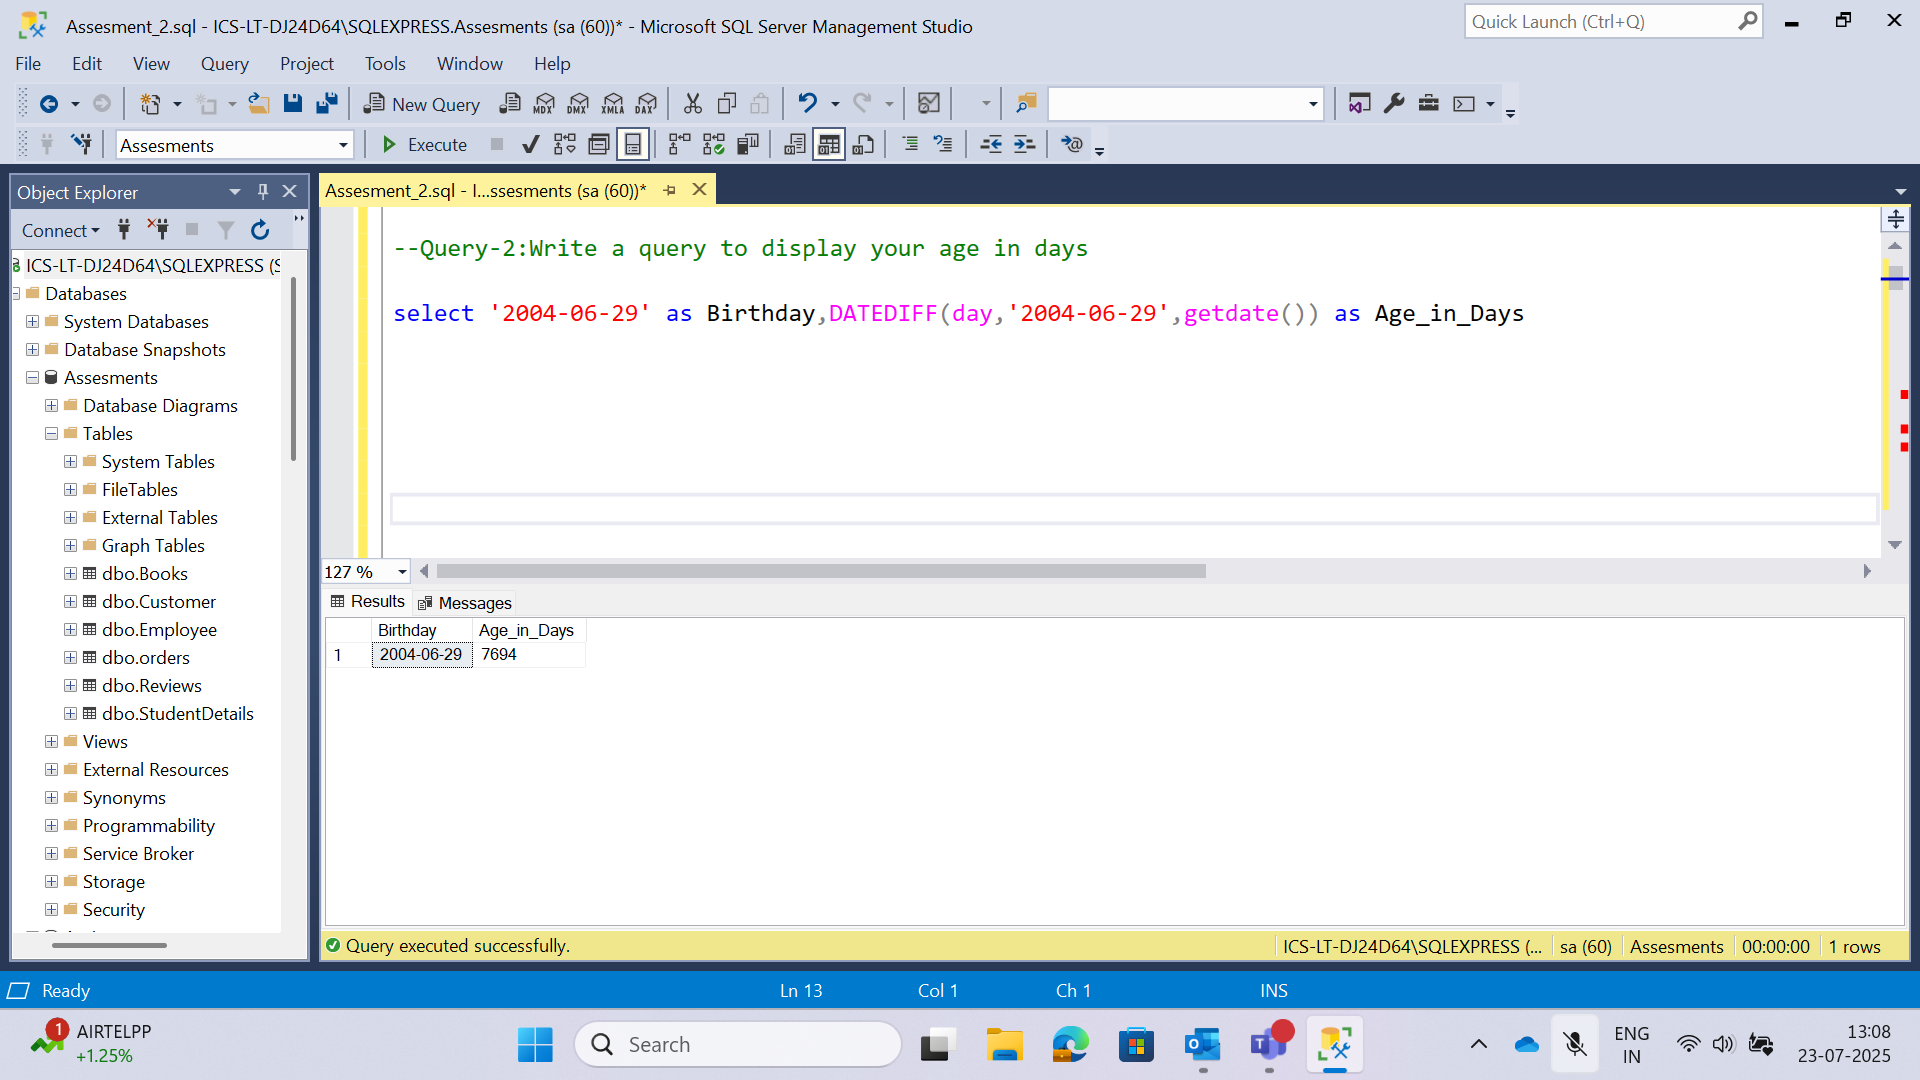 Assesment_2.sql - ICS-LT-DJ24D64\SQLEXPRESS.Assesments (sa (60))* - Microsoft SQL Server Management Studio
Quick Launch (Ctrl+Q)
File Edit View Query Project Tools Window Help
New Query MDX DMX XMLA DAX
Assesments Execute
Object Explorer
Assesment_2.sql - I...ssesments (sa (60))*
Connect
ICS-LT-DJ24D64\SQLEXPRESS (S
Databases
System Databases
Database Snapshots
Assesments
Database Diagrams
Tables
System Tables
FileTables
External Tables
Graph Tables
dbo.Books
dbo.Customer
dbo.Employee
dbo.orders
dbo.Reviews
dbo.StudentDetails
Views
External Resources
Synonyms
Programmability
Service Broker
Storage
Security
--Query-2:Write a query to display your age in days
select '2004-06-29' as Birthday,DATEDIFF(day,'2004-06-29',getdate()) as Age_in_Days
127 %
Results Messages
Birthday Age_in_Days
1 2004-06-29 7694
Query executed successfully. ICS-LT-DJ24D64\SQLEXPRESS (... sa (60) Assesments 00:00:00 1 rows
Ready Ln 13 Col 1 Ch 1 INS
1 AIRTELPP
+1.25%
Search
ENG
IN
13:08
23-07-2025